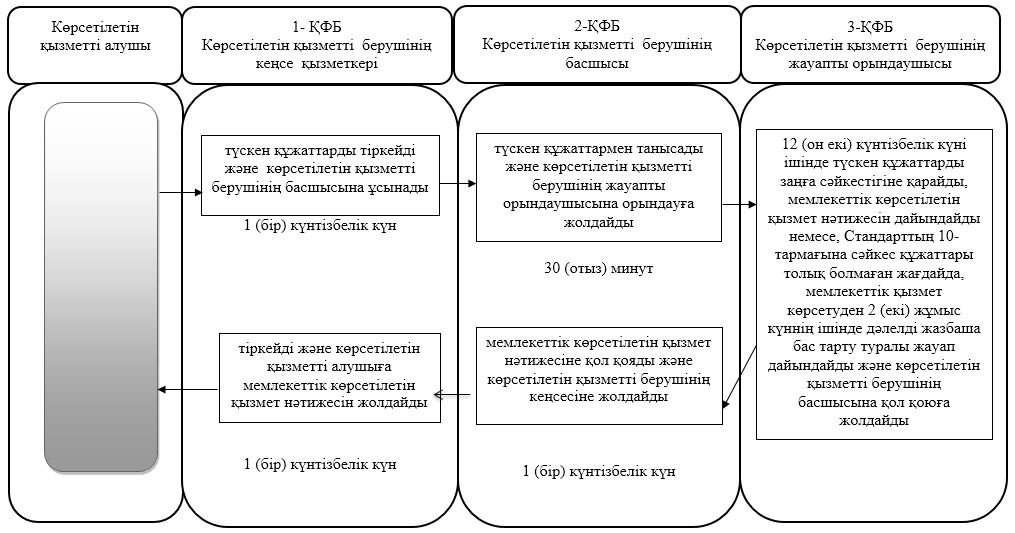 Көрсетілетін
қызметті алушы
1- ҚФБ
Көрсетілетін қызметті  берушінің
кеңсе  қызметкері
2-ҚФБ
Көрсетілетін қызметті  берушінің
басшысы
3-ҚФБ
Көрсетілетін қызметті  берушінің
жауапты орындаушысы
түскен құжаттарды тіркейді
және  көрсетілетін қызметті
берушінің басшысына ұсынады
1 (бір) күнтізбелік күн
түскен құжаттармен танысады
және көрсетілетін қызметті
берушінің жауапты
орындаушысына орындауға
жолдайды
30 (отыз) минут
12 (он екі) күнтізбелік күні
ішінде түскен құжаттарды
заңға сәйкестігіне қарайды,
мемлекеттік көрсетілетін
қызмет нәтижесін дайындайды
немесе, Стандарттың 10-
тармағына сәйкес құжаттары
толық болмаған жағдайда,
мемлекеттік қызмет
көрсетуден 2 (екі) жұмыс
күннің ішінде дәлелді жазбаша
бас тарту туралы жауап
дайындайды және көрсетілетін
қызметті берушінің
басшысына қол қоюға
жолдайды
тіркейді және көрсетілетін
қызметті алушыға
мемлекеттік көрсетілетін
қызмет нәтижесін жолдайды
1 (бір) күнтізбелік күн
мемлекеттік көрсетілетін қызмет
нәтижесіне қол қояды және
көрсетілетін қызметті берушінің
кеңсесіне жолдайды
1 (бір) күнтізбелік күн